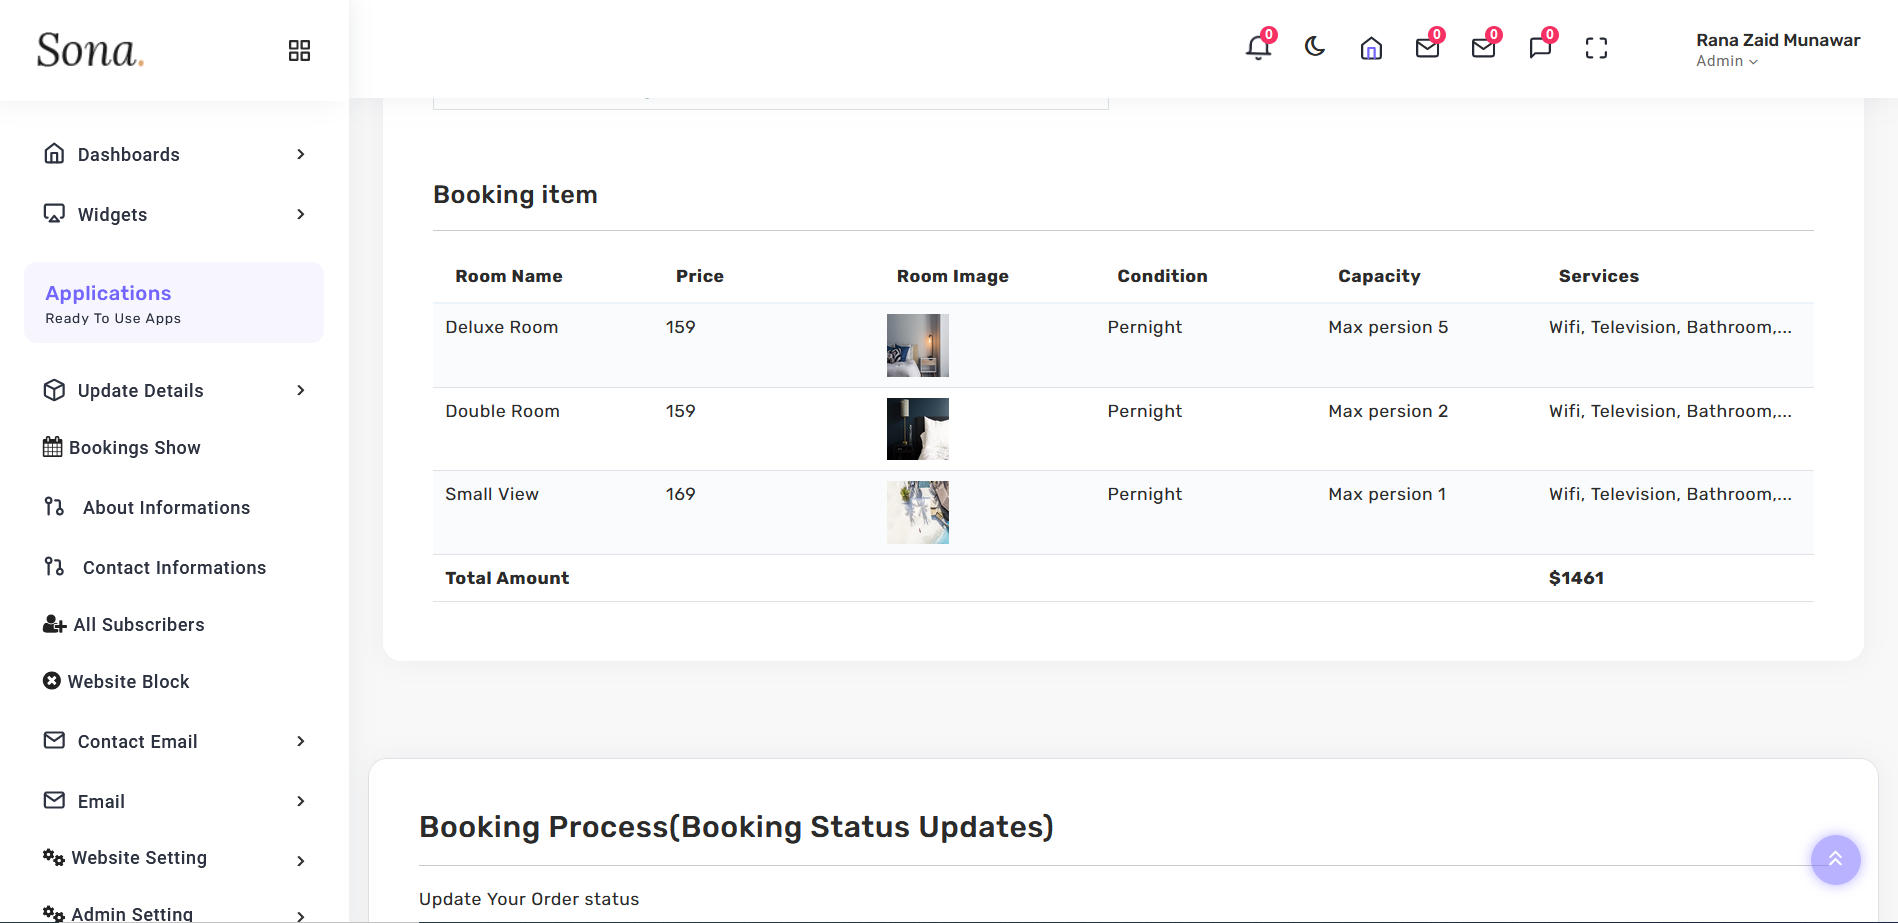 Sona.
0
0
0
0
Rana Zaid Munawar
Admin
Dashboards
Widgets
Applications
Ready To Use Apps
Update Details
Bookings Show
About Informations
Contact Informations
All Subscribers
Website Block
Contact Email
Email
Website Setting
Admin Setting
Booking item
Room Name Price Room Image Condition Capacity Services
Deluxe Room 159 Pernight Max persion 5 Wifi, Television, Bathroom,...
Double Room 159 Pernight Max persion 2 Wifi, Television, Bathroom,...
Small View 169 Pernight Max persion 1 Wifi, Television, Bathroom,...
Total Amount $1461
Booking Process(Booking Status Updates)
Update Your Order status